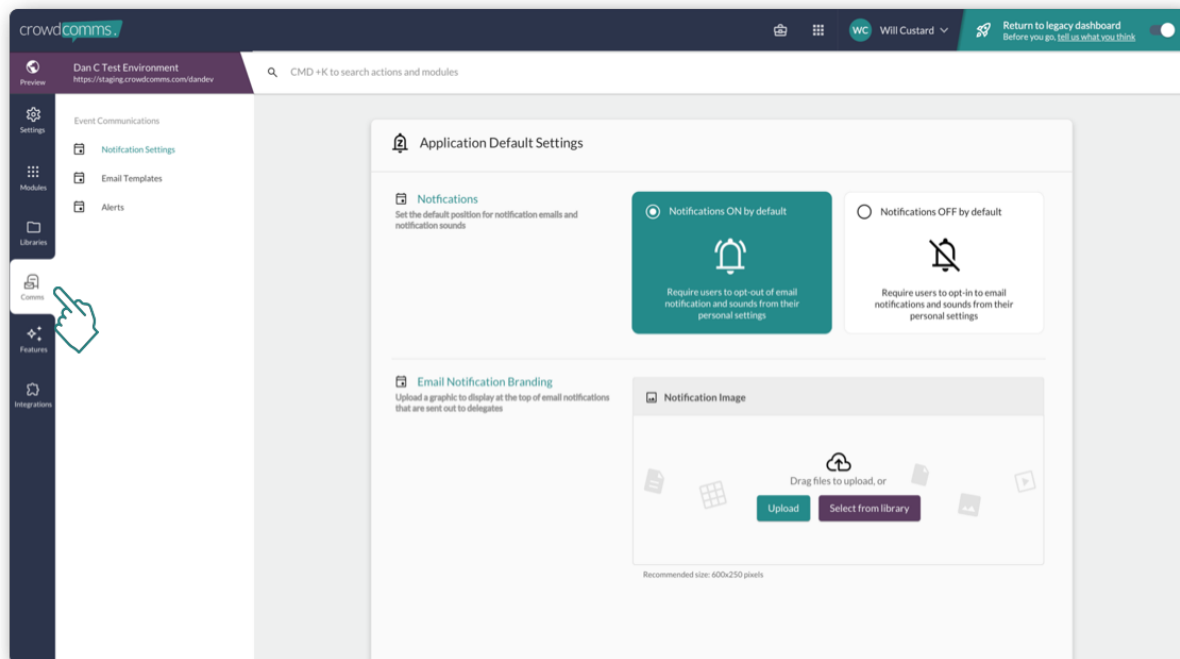 crowdcomms.
WC
Will Custard
Return to legacy dashboard
Before you go, tell us what you think
Preview
Dan C Test Environment
https://staging.crowdcomms.com/dandev
CMD +K to search actions and modules
Settings
Modules
Libraries
Comms
Features
Integrations
Event Communications
Notifcation Settings
Email Templates
Alerts
Application Default Settings
Notfications
Set the default position for notification emails and
notification sounds
Notifications ON by default
Require users to opt-out of email
notification and sounds from their
personal settings
Notifications OFF by default
Require users to opt-in to email
notifications and sounds from their
personal settings
Email Notification Branding
Upload a graphic to display at the top of email notifications
that are sent out to delegates
Notification Image
Drag files to upload, or
Upload
Select from library
Recommended size: 600x250 pixels